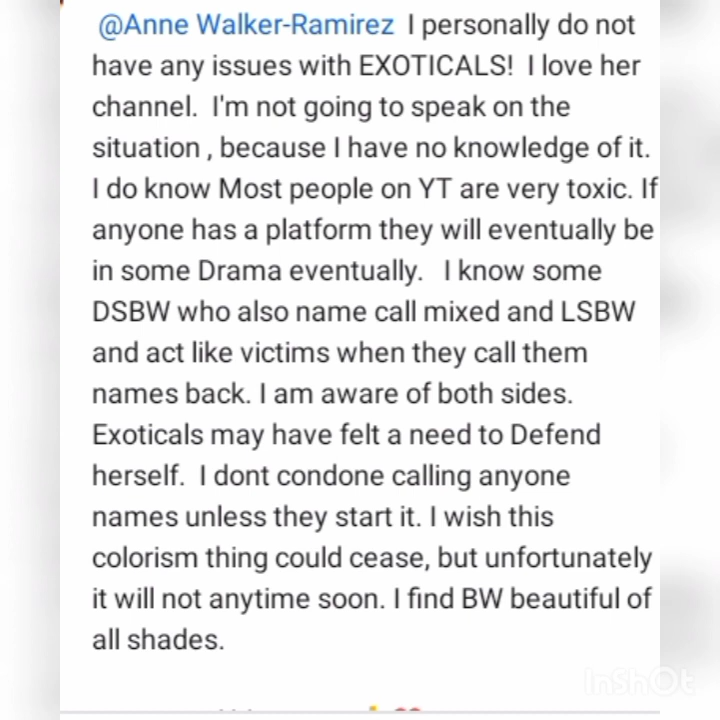 @Anne Walker-Ramirez I personally do not
have any issues with EXOTICALS! I love her
channel. I'm not going to speak on the
situation , because I have no knowledge of it.
I do know Most people on YT are very toxic. If
anyone has a platform they will eventually be
in some Drama eventually. I know some
DSBW who also name call mixed and LSBW
and act like victims when they call them
names back. I am aware of both sides.
Exoticals may have felt a need to Defend
herself. I dont condone calling anyone
names unless they start it. I wish this
colorism thing could cease, but unfortunately
it will not anytime soon. I find BW beautiful of
all shades.
InShOt